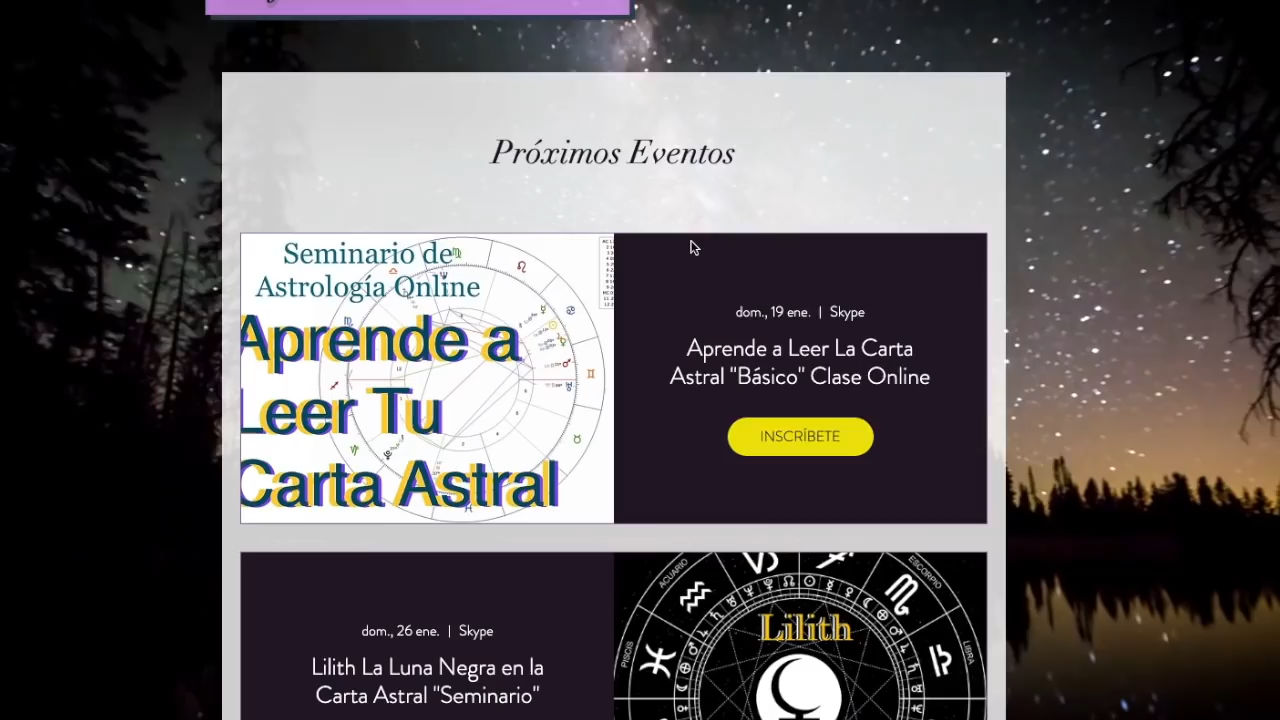 Próximos Eventos
Seminario de
Astrología Online
Aprende a
Leer Tu
Carta Astral
dom., 19 ene. | Skype
Aprende a Leer La Carta
Astral "Básico" Clase Online
INSCRÍBETE
dom., 26 ene. | Skype
Lilith La Luna Negra en la
Carta Astral "Seminario"
ACUARIO
ESCORPIO
Lilith
PISCIS
LIBRA